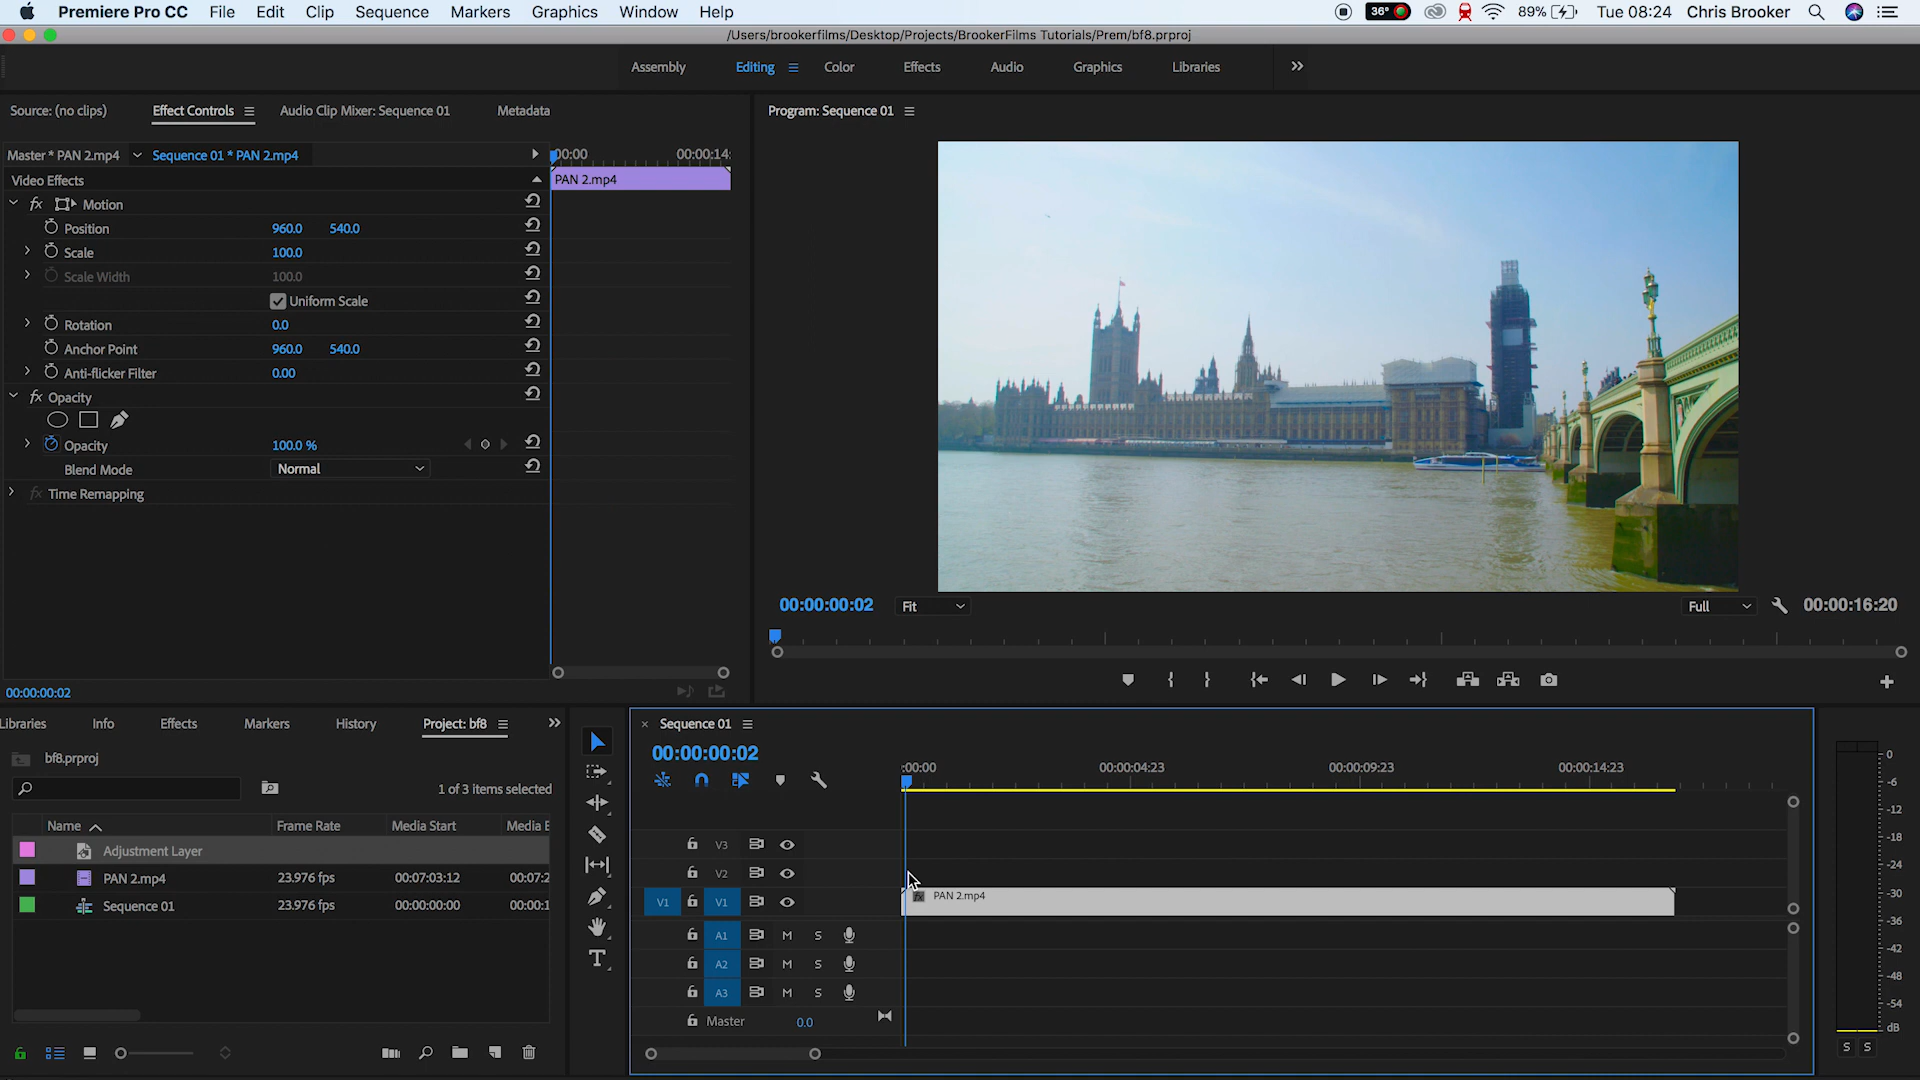 Premiere Pro CC File Edit Clip Sequence Markers Graphics Window Help 36° 89% Tue 08:24 Chris Brooker
/Users/brookerfilms/Desktop/Projects/BrookerFilms Tutorials/Prem/bf8.prproj
Assembly Editing Color Effects Audio Graphics Libraries
Source: (no clips) Effect Controls Audio Clip Mixer: Sequence 01 Metadata
Program: Sequence 01
Master * PAN 2.mp4 Sequence 01 * PAN 2.mp4
:00:00 00:00:14:
Video Effects
PAN 2.mp4
fx Motion
Position 960.0 540.0
Scale 100.0
Scale Width 100.0
Uniform Scale
Rotation 0.0
Anchor Point 960.0 540.0
Anti-flicker Filter 0.00
fx Opacity
Opacity 100.0 %
Blend Mode Normal
fx Time Remapping
00:00:00:02
00:00:00:02 Fit Full 00:00:16:20
Libraries Info Effects Markers History Project: bf8
bf8.prproj
1 of 3 items selected
Name Frame Rate Media Start Media E
Adjustment Layer
PAN 2.mp4 23.976 fps 00:07:03:12 00:07:2
Sequence 01 23.976 fps 00:00:00:00 00:00:1
Sequence 01
00:00:00:02
:00:00 00:00:04:23 00:00:09:23 00:00:14:23
V3
V2
V1 V1 fx PAN 2.mp4
A1 M S
A2 M S
A3 M S
Master 0.0
0
-6
-12
-18
-24
-30
-36
-42
-48
-54
dB
S S